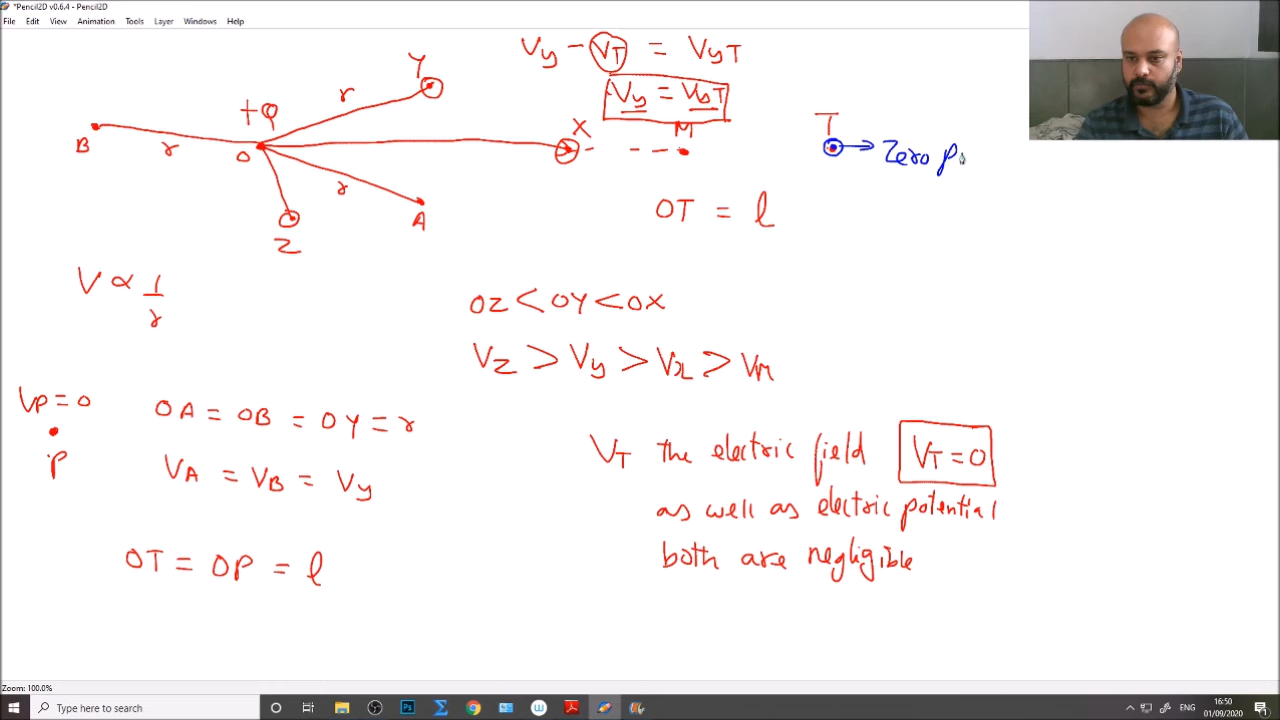 *Pencil2D v0.6.4 - Pencil2D
File Edit View Animation Tools Layer Windows Help
Vy - VT = VyT
Vy = VyT
Y
r
+Q
B
r
O
X
M
T
Zero p
r
Z
A
OT = l
V ∝ 1/r
OZ < OY < OX
VZ > Vy > Vx > VM
VP = 0
P
OA = OB = OY = r
VA = VB = Vy
OT = OP = l
VT the electric field VT = 0
as well as electric potential
both are negligible
Zoom: 100.0%
Type here to search
16:50
01/09/2020